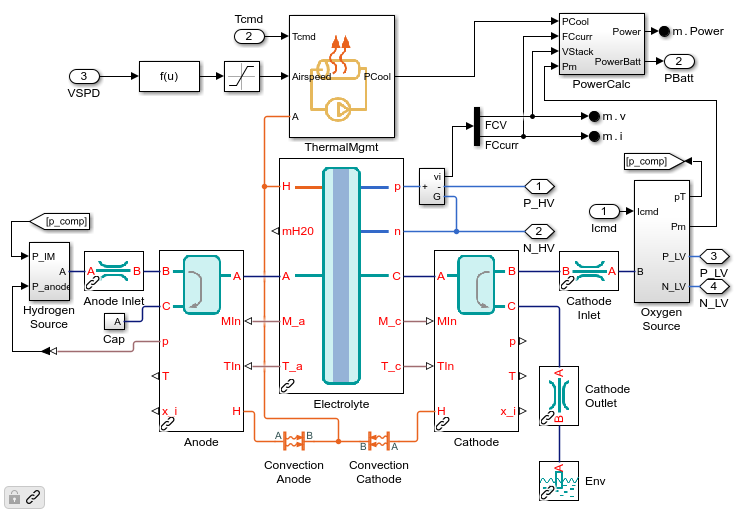 Tcmd
2
Tcmd
3
VSPD
f(u)
Airspeed
PCool
A
ThermalMgmt
PCool
FCcurr
VStack
Pm
Power
PowerBatt
PowerCalc
m.Power
2
PBatt
FCV
FCcurr
m.v
m.i
[p_comp]
[p_comp]
P_IM
P_anode
A
Hydrogen
Source
A
B
Anode Inlet
A
Cap
B
C
p
T
x_i
A
MIn
TIn
H
Anode
H
mH20
A
M_a
T_a
p
n
C
M_c
T_c
Electrolyte
vi
+
-
G
1
P_HV
2
N_HV
A
MIn
TIn
H
B
C
p
T
x_i
Cathode
B
A
Cathode
Inlet
1
Icmd
Icmd
B
pT
Pm
P_LV
N_LV
Oxygen
Source
3
P_LV
4
N_LV
A
B
Convection
Anode
B
A
Convection
Cathode
A
B
Cathode
Outlet
A
Env